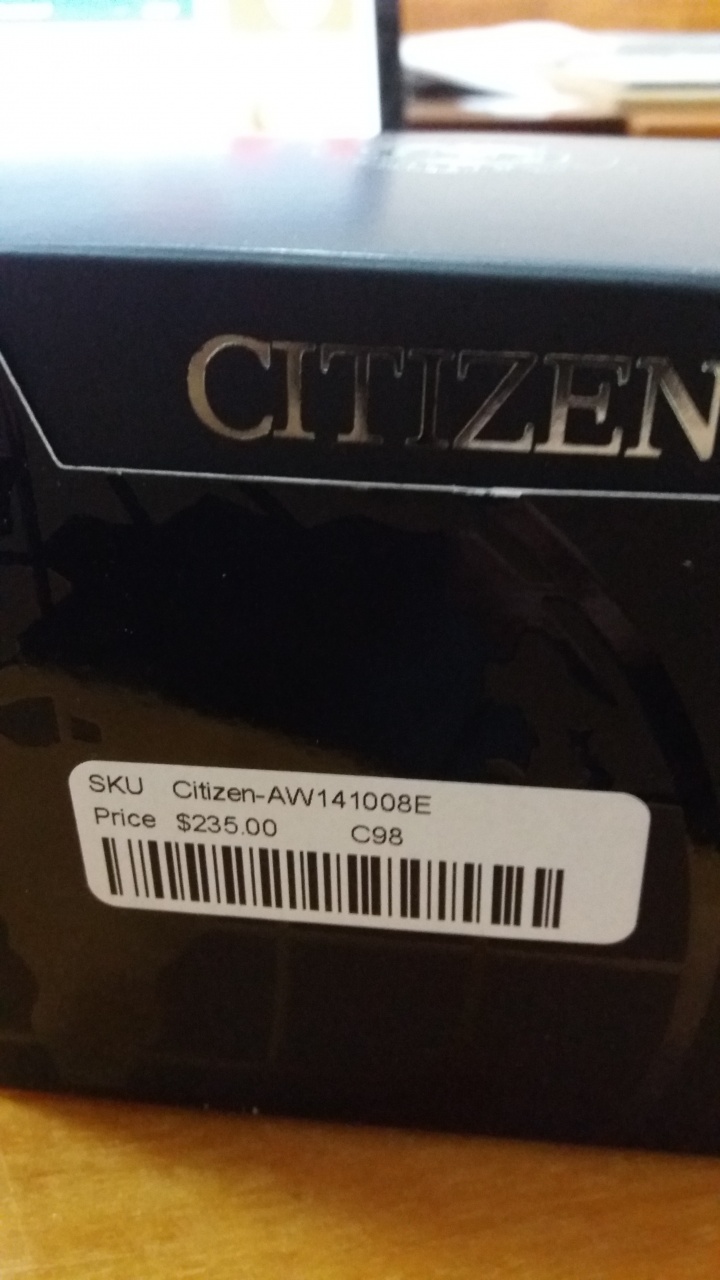 CITIZEN
SKU Citizen-AW141008E
Price $235.00 C98